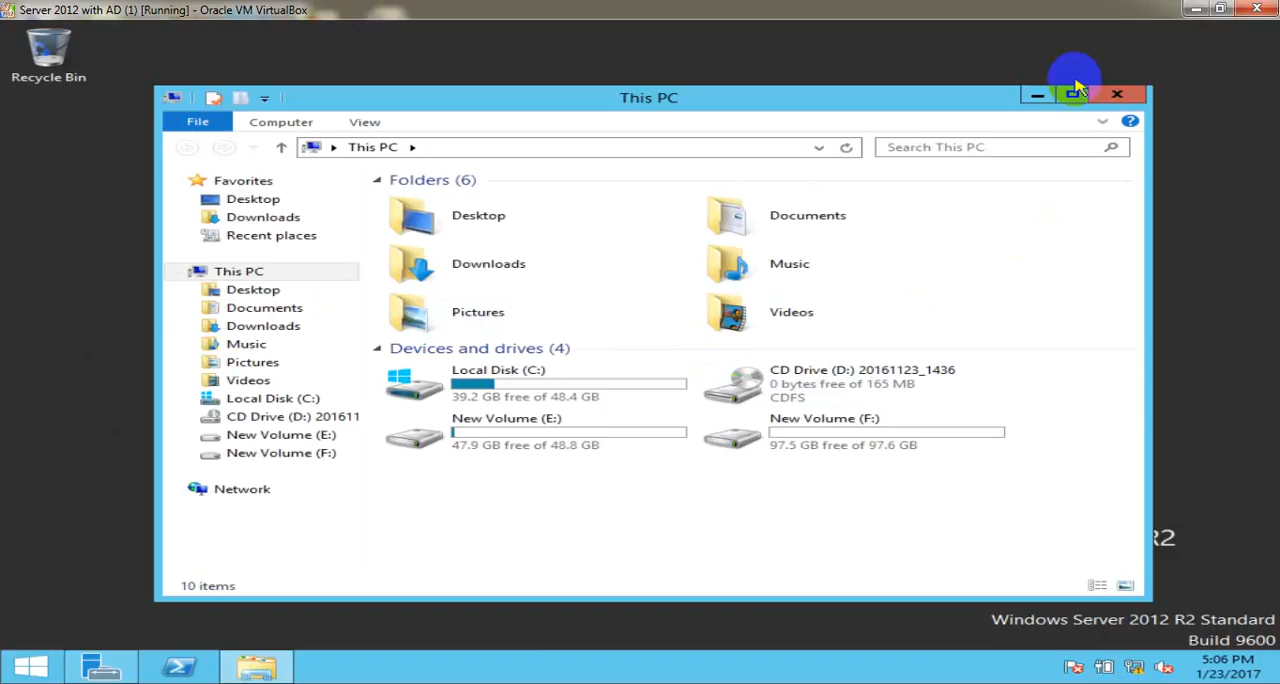 Server 2012 with AD (1) [Running] - Oracle VM VirtualBox
Recycle Bin
This PC
File
Computer
View
This PC
Search This PC
Favorites
Desktop
Downloads
Recent places
This PC
Desktop
Documents
Downloads
Music
Pictures
Videos
Local Disk (C:)
CD Drive (D:) 201611
New Volume (E:)
New Volume (F:)
Network
Folders (6)
Desktop
Documents
Downloads
Music
Pictures
Videos
Devices and drives (4)
Local Disk (C:)
39.2 GB free of 48.4 GB
CD Drive (D:) 20161123_1436
0 bytes free of 165 MB
CDFS
New Volume (E:)
47.9 GB free of 48.8 GB
New Volume (F:)
97.5 GB free of 97.6 GB
10 items
R2
Windows Server 2012 R2 Standard
Build 9600
5:06 PM
1/23/2017